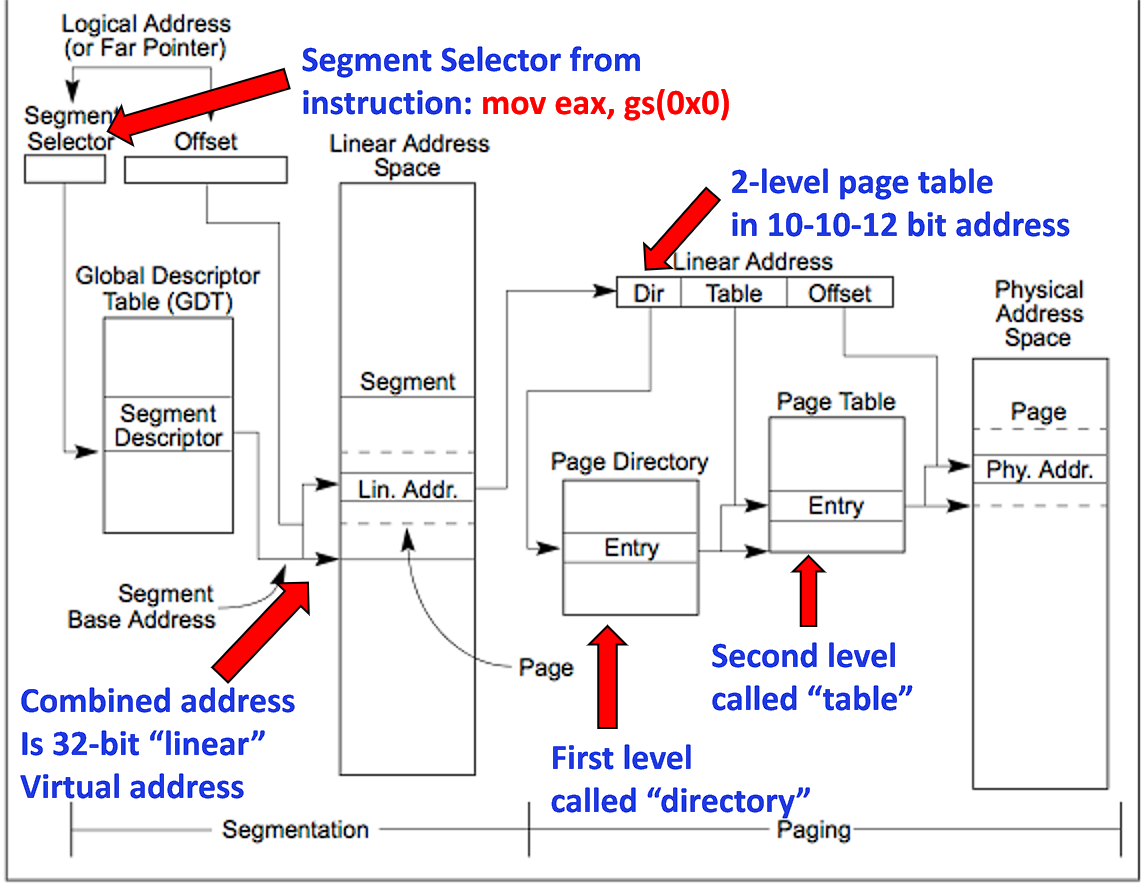 Logical Address
(or Far Pointer)
Segment Selector from
instruction: mov eax, gs(0x0)
Segment
Selector
Offset
Linear Address
Space
2-level page table
in 10-10-12 bit address
Global Descriptor
Table (GDT)
Linear Address
Dir
Table
Offset
Physical
Address
Space
Segment
Segment
Descriptor
Page Table
Page
Page Directory
Lin. Addr.
Phy. Addr.
Entry
Entry
Segment
Base Address
Page
Second level
called “table”
Combined address
Is 32-bit “linear”
Virtual address
First level
called “directory”
Segmentation
Paging